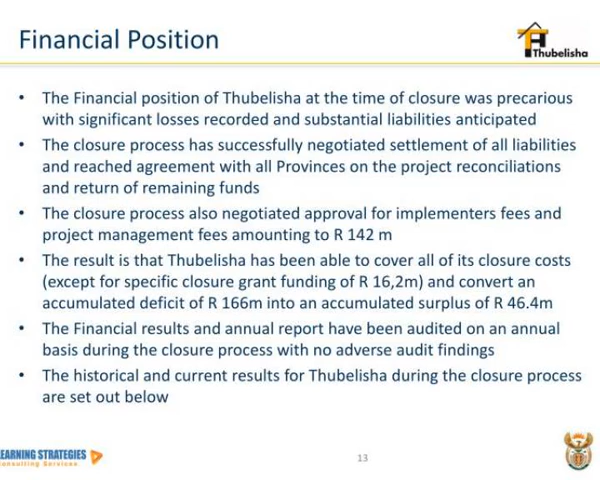 Financial Position
Thubelisha
• The Financial position of Thubelisha at the time of closure was precarious
with significant losses recorded and substantial liabilities anticipated
• The closure process has successfully negotiated settlement of all liabilities
and reached agreement with all Provinces on the project reconciliations
and return of remaining funds
• The closure process also negotiated approval for implementers fees and
project management fees amounting to R 142 m
• The result is that Thubelisha has been able to cover all of its closure costs
(except for specific closure grant funding of R 16,2m) and convert an
accumulated deficit of R 166m into an accumulated surplus of R 46.4m
• The Financial results and annual report have been audited on an annual
basis during the closure process with no adverse audit findings
• The historical and current results for Thubelisha during the closure process
are set out below
EARNING STRATEGIES
onsulting Services
13